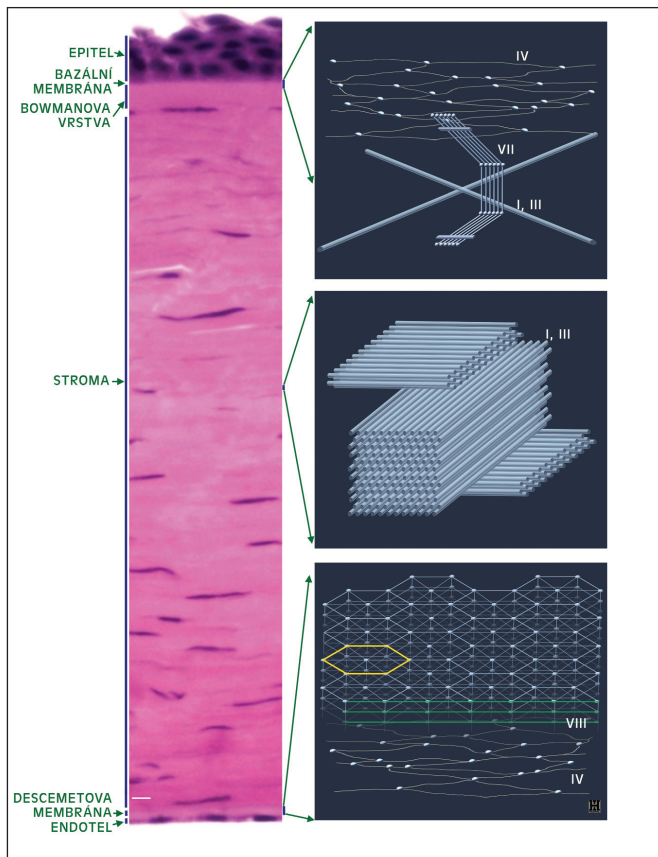 EPITEL
BAZÁLNÍ
MEMBRÁNA
BOWMANOVA
VRSTVA
STROMA
DESCEMETOVA
MEMBRÁNA
ENDOTEL
IV
VII
I, III
I, III
VIII
IV